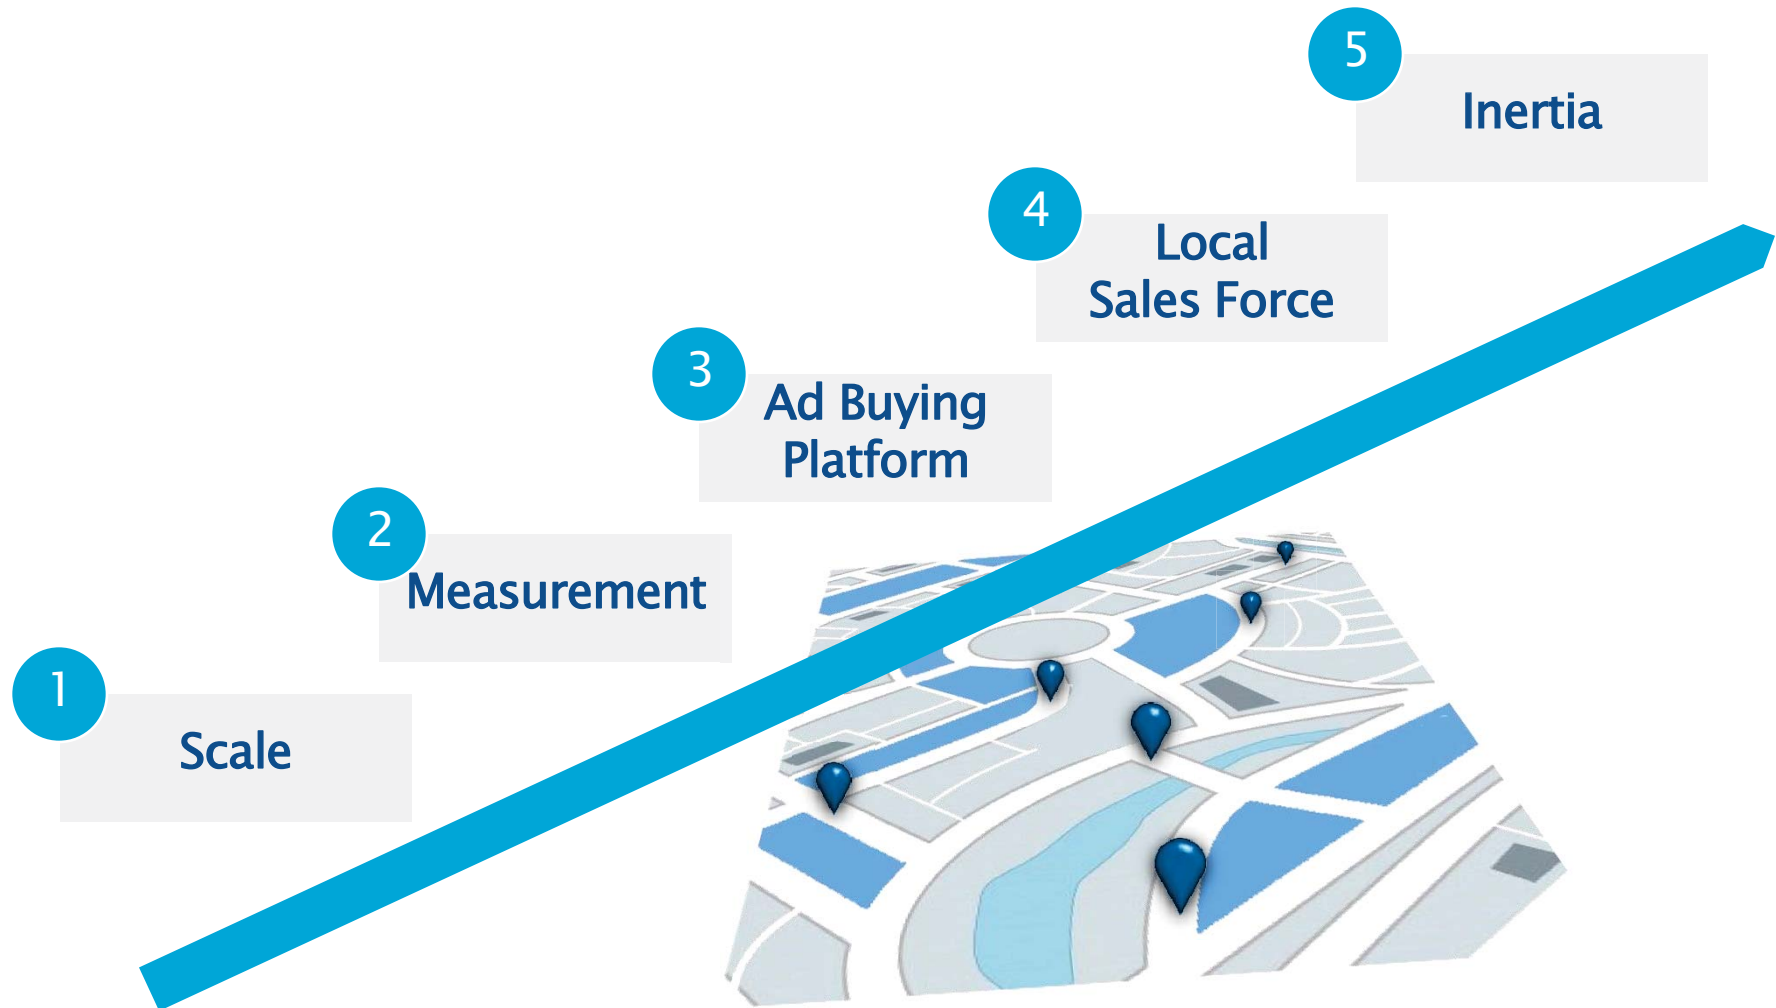 5
Inertia
4
Local
Sales Force
3
Ad Buying
Platform
2
Measurement
1
Scale